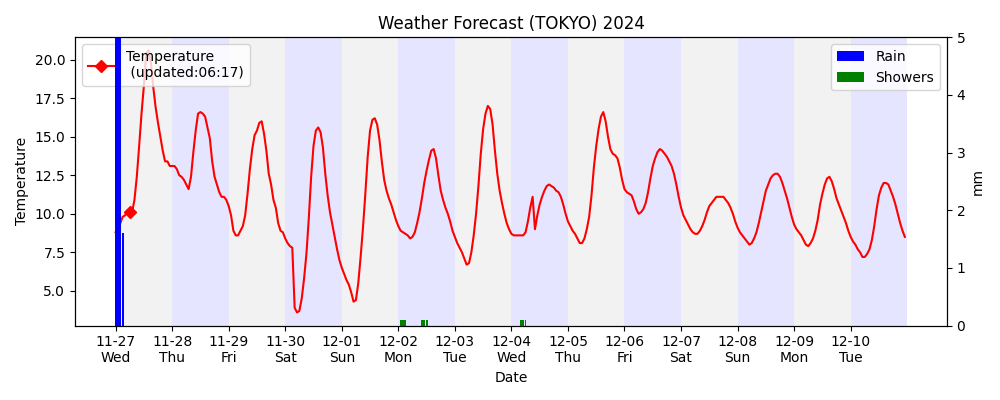 Weather Forecast (TOKYO) 2024
Temperature
(updated:06:17)
Rain
Showers
Temperature
20.0
17.5
15.0
12.5
10.0
7.5
5.0
5
4
3
2
1
0
mm
11-27 11-28 11-29 11-30 12-01 12-02 12-03 12-04 12-05 12-06 12-07 12-08 12-09 12-10
Wed Thu Fri Sat Sun Mon Tue Wed Thu Fri Sat Sun Mon Tue
Date